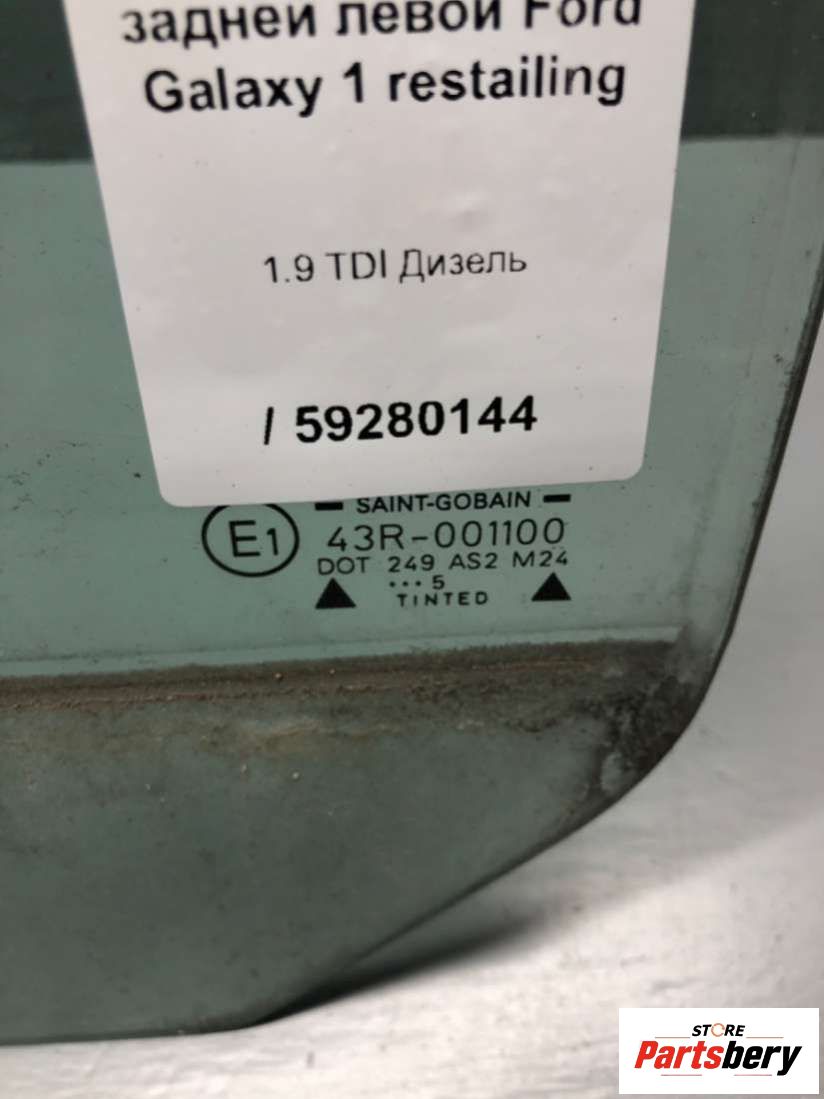 задней левой Ford
Galaxy 1 restailing
1.9 TDI Дизель
/ 59280144
SAINT-GOBAIN
E1 43R-001100
DOT 249 AS2 M24
••• 5
TINTED
STORE
Partsbery